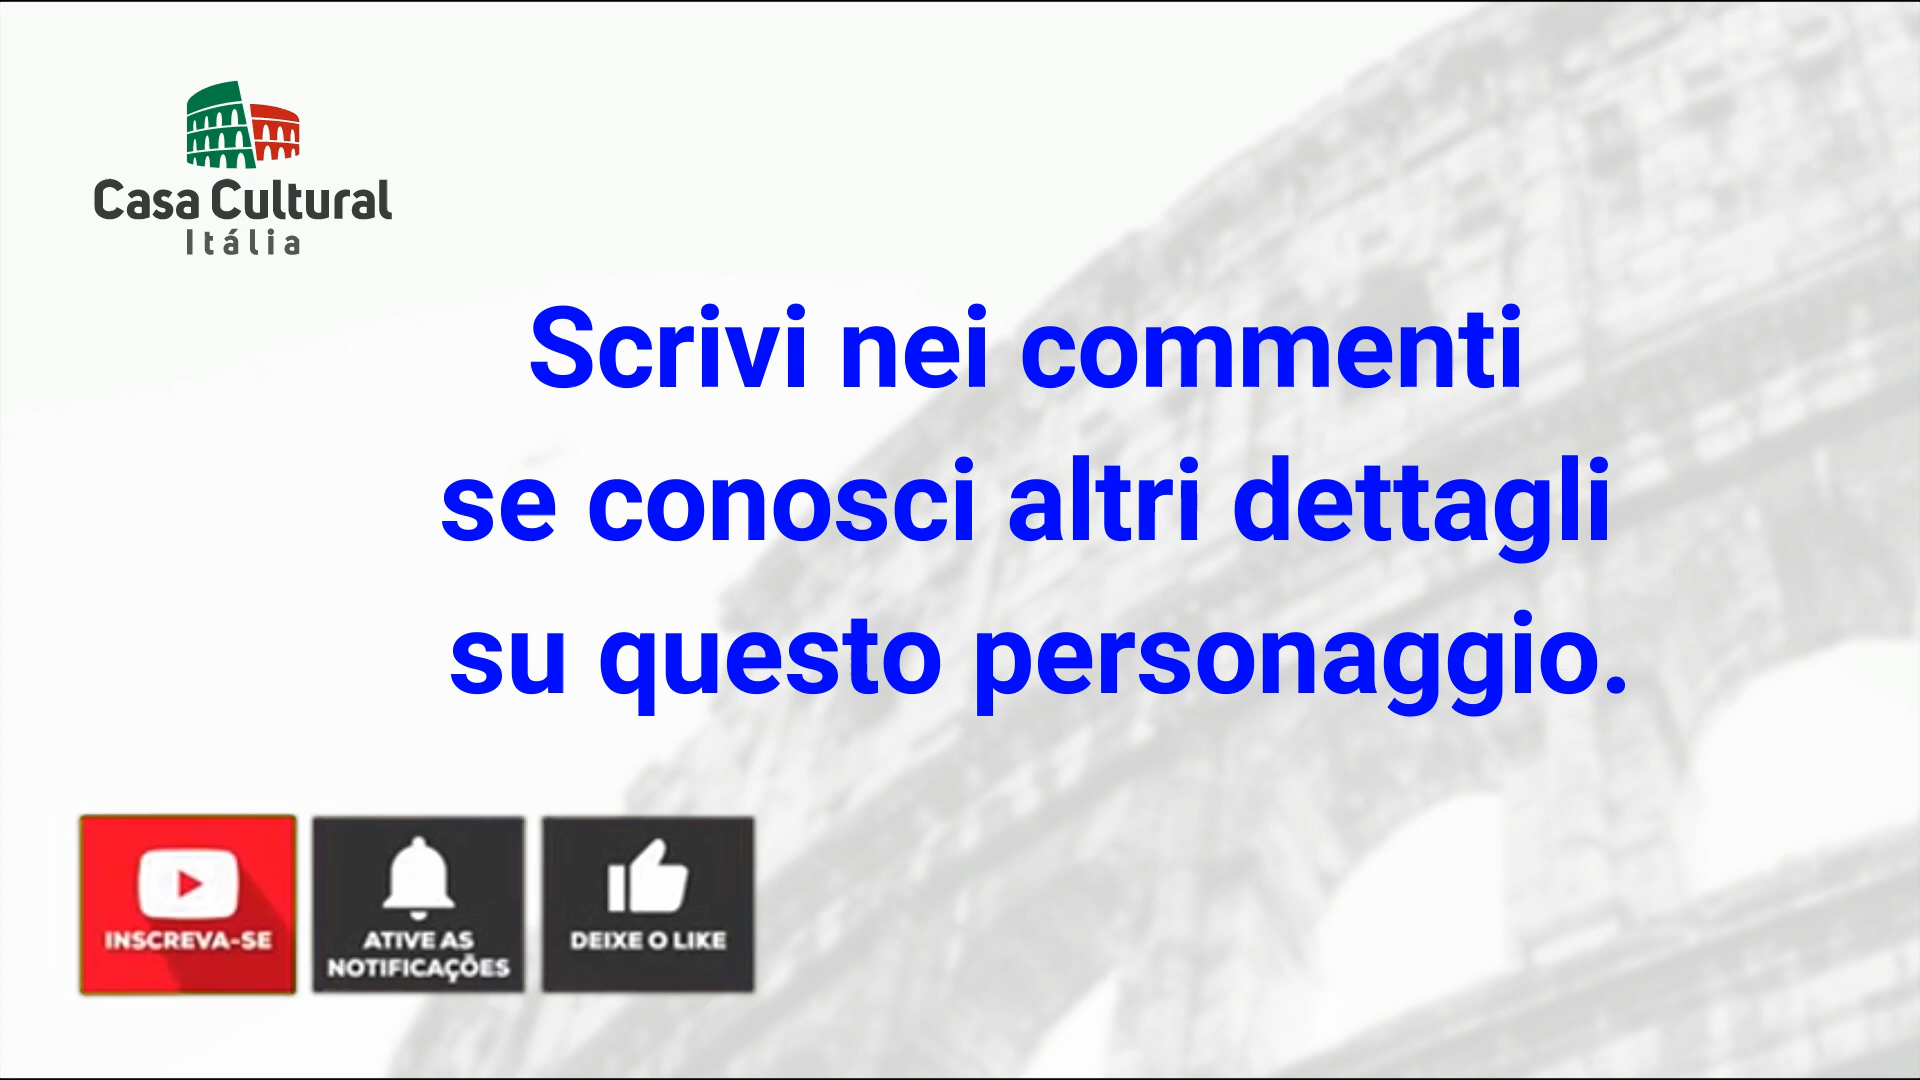 Casa Cultural
Itália
Scrivi nei commenti
se conosci altri dettagli
su questo personaggio.
INSCREVA-SE
ATIVE AS
NOTIFICAÇÕES
DEIXE O LIKE